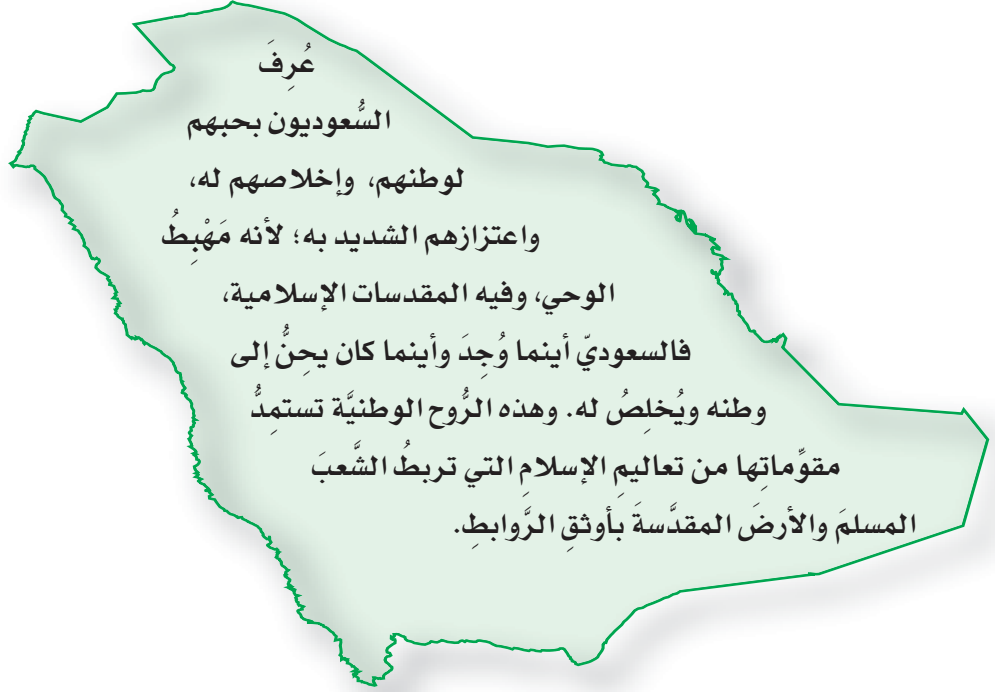 عُرِفَ
السُّعوديون بحبهم
لوطنهم، وإخلاصهم له،
واعتزازهم الشديد به؛ لأنه مَهْبِطُ
الوحي، وفيه المقدسات الإسلامية،
فالسعوديّ أينما وُجِدَ وأينما كان يحِنُّ إلى
وطنه ويُخلِصُ له. وهذه الرُّوح الوطنيَّة تستمِدُّ
مقوِّماتِها من تعاليمِ الإسلامِ التي تربطُ الشَّعبَ
المسلمَ والأرضَ المقدَّسةَ بأوثقِ الرَّوابطِ.